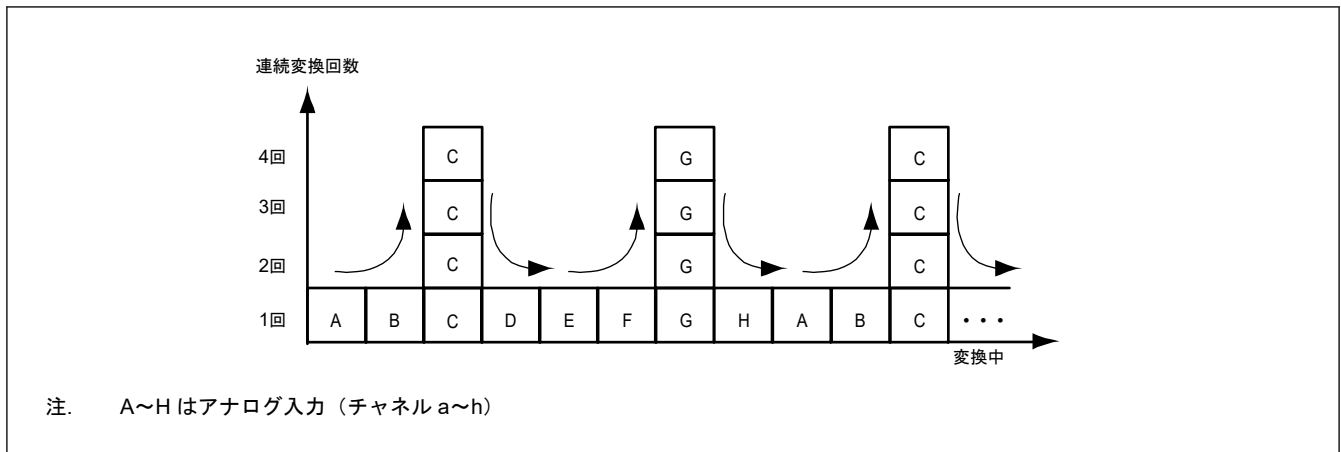 連続変換回数
4回 C G C
3回 C G C
2回 C G C
1回 A B C D E F G H A B C ・・・
変換中
注. A～H はアナログ入力（チャネル a～h）